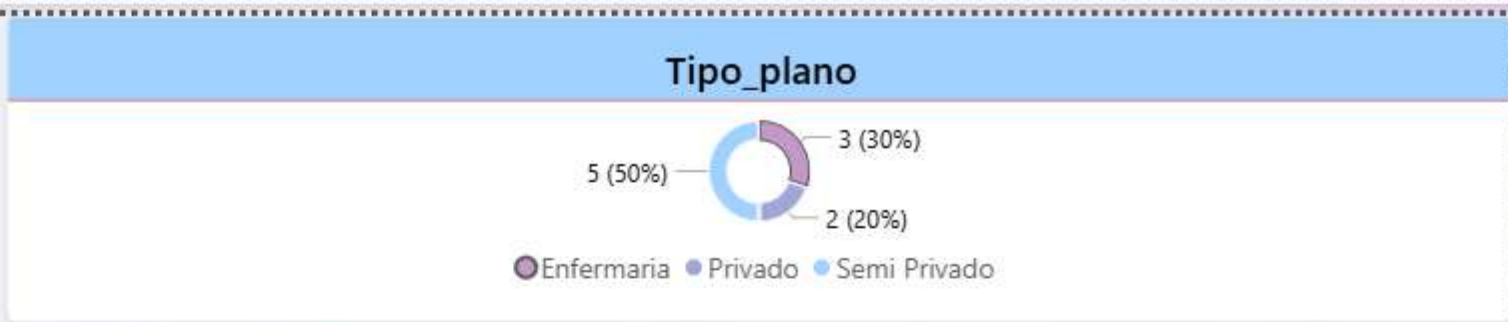 Tipo_plano
3 (30%)
5 (50%)
2 (20%)
Enfermaria Privado Semi Privado